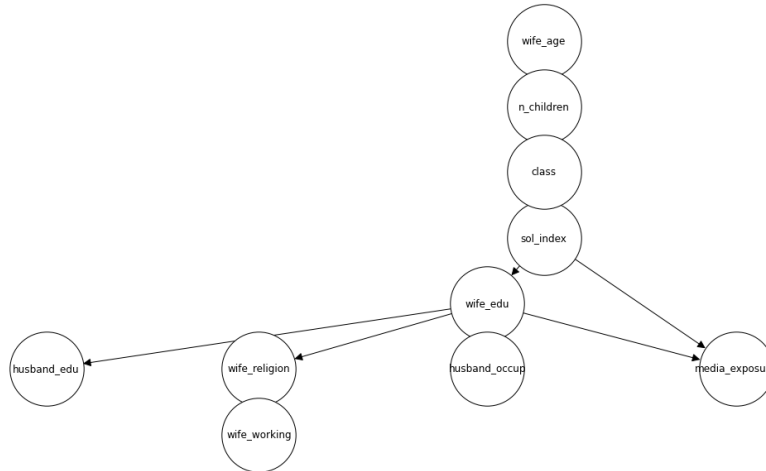 wife_age
n_children
class
sol_index
wife_edu
husband_edu
wife_religion
husband_occup
media_exposu
wife_working